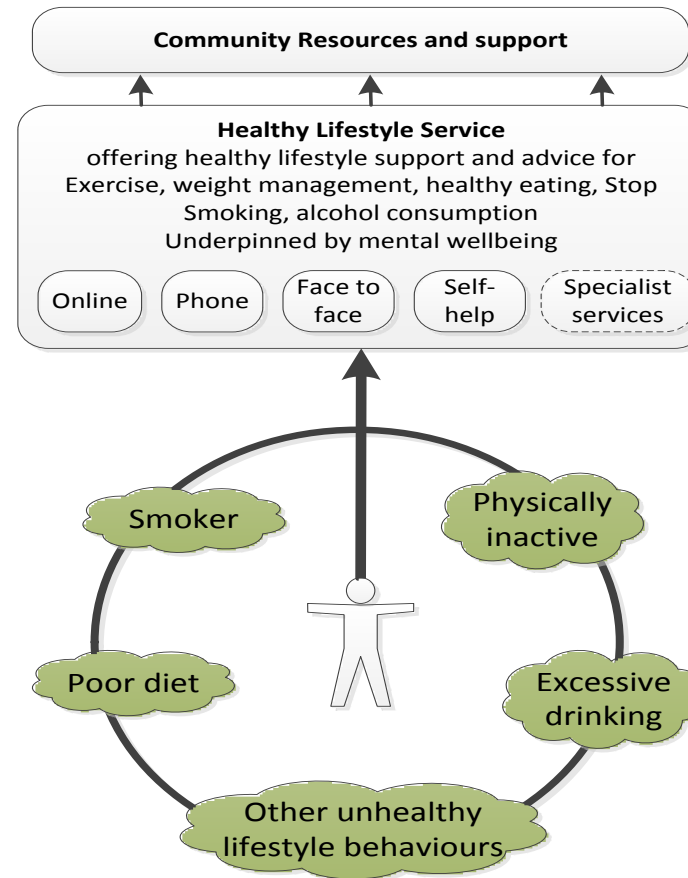 Community Resources and support
Healthy Lifestyle Service
offering healthy lifestyle support and advice for
Exercise, weight management, healthy eating, Stop
Smoking, alcohol consumption
Underpinned by mental wellbeing
Online
Phone
Face to
face
Self-
help
Specialist
services
Smoker
Physically
inactive
Poor diet
Excessive
drinking
Other unhealthy
lifestyle behaviours